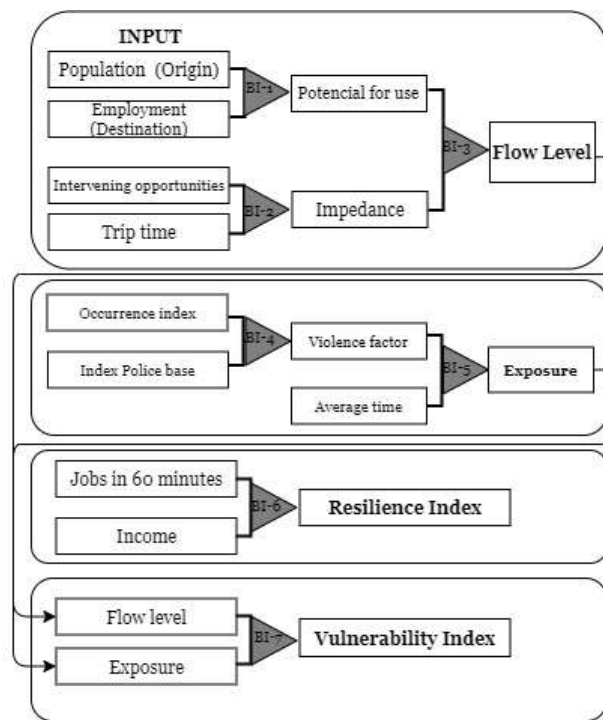 INPUT
Population (Origin)
BI-1
Employment
(Destination)
Potencial for use
BI-3
Flow Level
Intervening opportunities
BI-2
Trip time
Impedance
Occurrence index
BI-4
Index Police base
Violence factor
BI-5
Average time
Exposure
Jobs in 60 minutes
BI-6
Income
Resilience Index
Flow level
BI-7
Exposure
Vulnerability Index